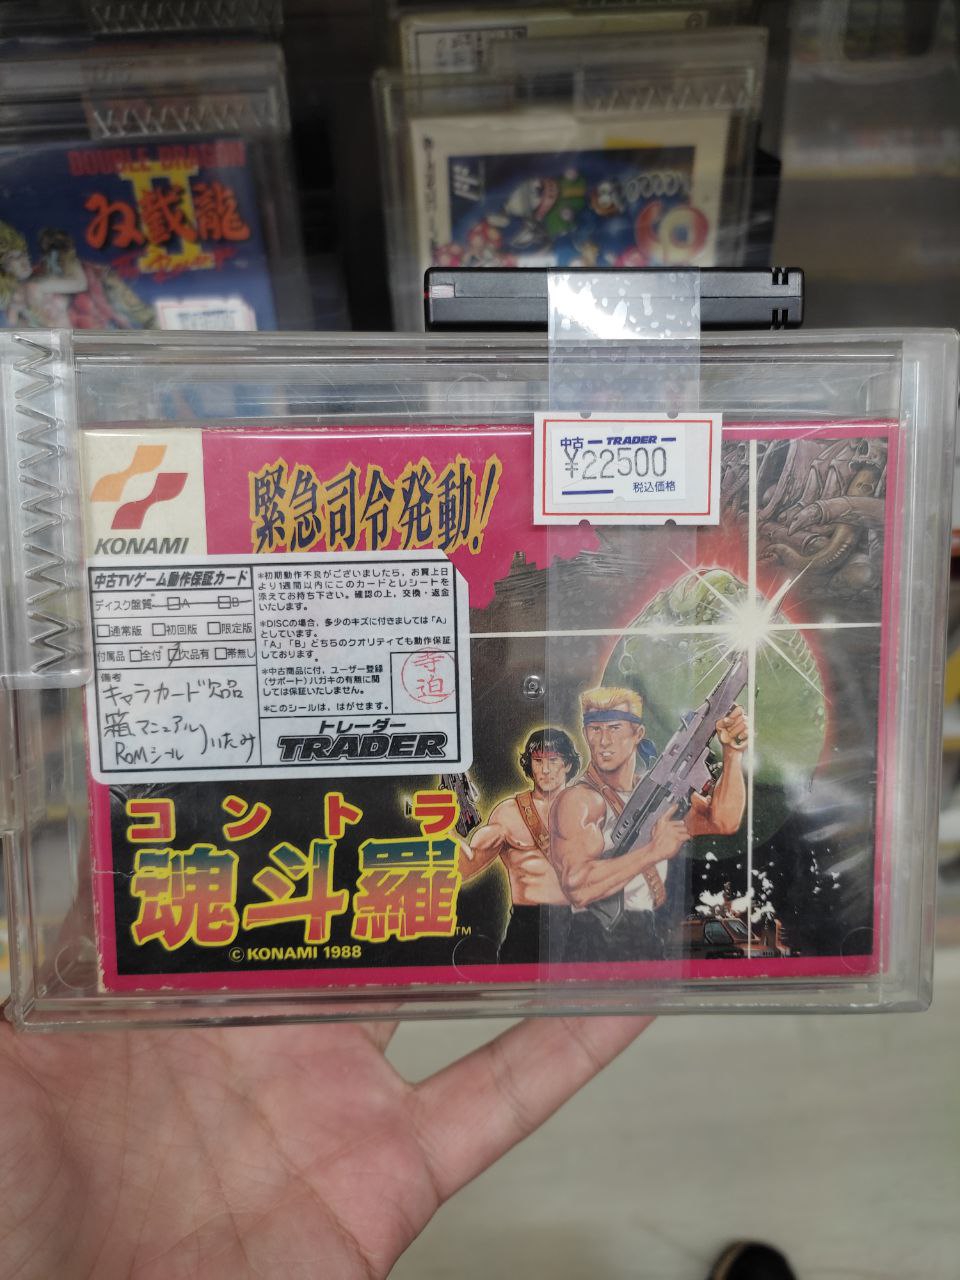 DOUBLE DRAGON
II
双截龍
中古 TRADER
¥22500
税込価格
KONAMI
緊急司令発動!
中古TVゲーム動作保証カード
ディスク盤質 □A □B
□通常版 □初回版 □限定版
付属品 □全付 □欠品有 □帯無し
備考
キャラカード欠品
箱マニュアル
ROMシール いたみ
*初期動作不良がございましたら、お買上日
より1週間以内にこのカードとレシートを
添えてお持ち下さい。確認の上、交換・返金
いたします。
*DISCの場合、多少のキズに付きましては「A」
としています。
「A」「B」どちらのクオリティでも動作保証
しております。
*中古商品に付、ユーザー登録
(サポート)ハガキの有無に関
しては保証いたしません。
*このシールは、はがせます。
寺迫
トレーダー
TRADER
コントラ
魂斗羅™
© KONAMI 1988